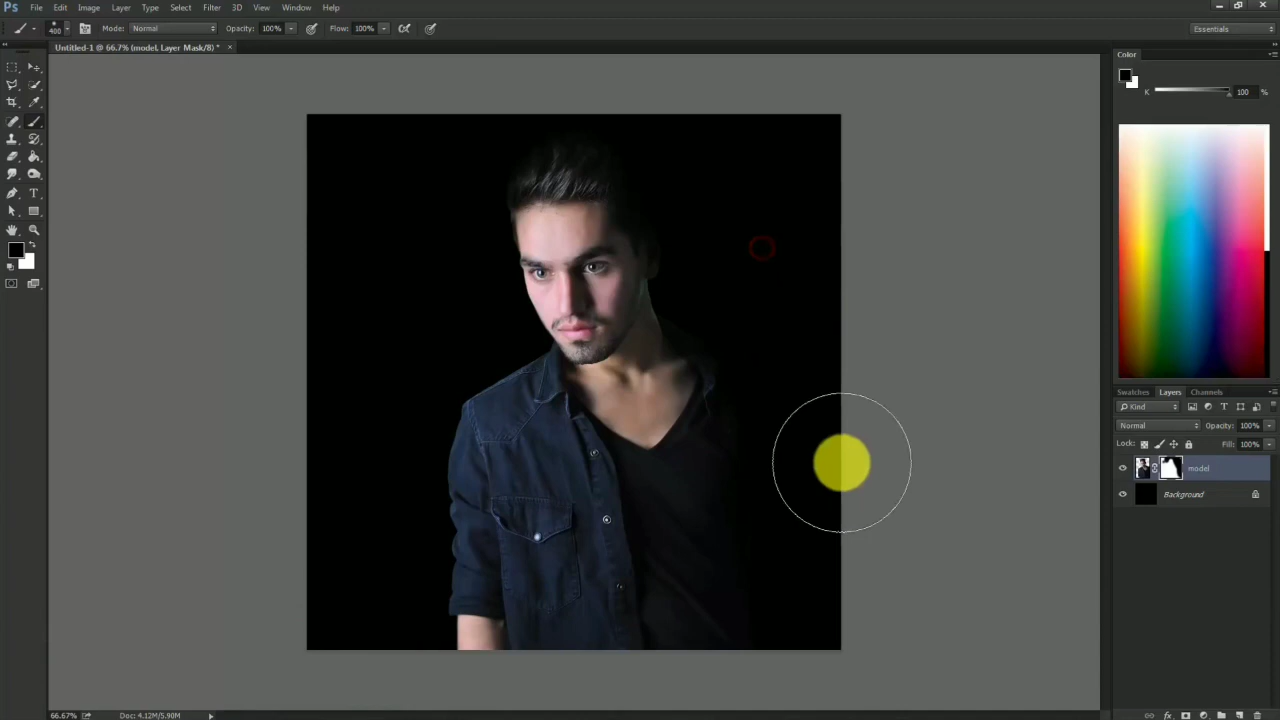 Ps File Edit Image Layer Type Select Filter 3D View Window Help
400 Mode: Normal Opacity: 100% Flow: 100% Essentials
Untitled-1 @ 66.7% (model, Layer Mask/8) * ×
Color
K 100 %
Swatches Layers Channels
Kind
Normal Opacity: 100%
Lock: Fill: 100%
model
Background
66.67% Doc: 4.12M/5.90M